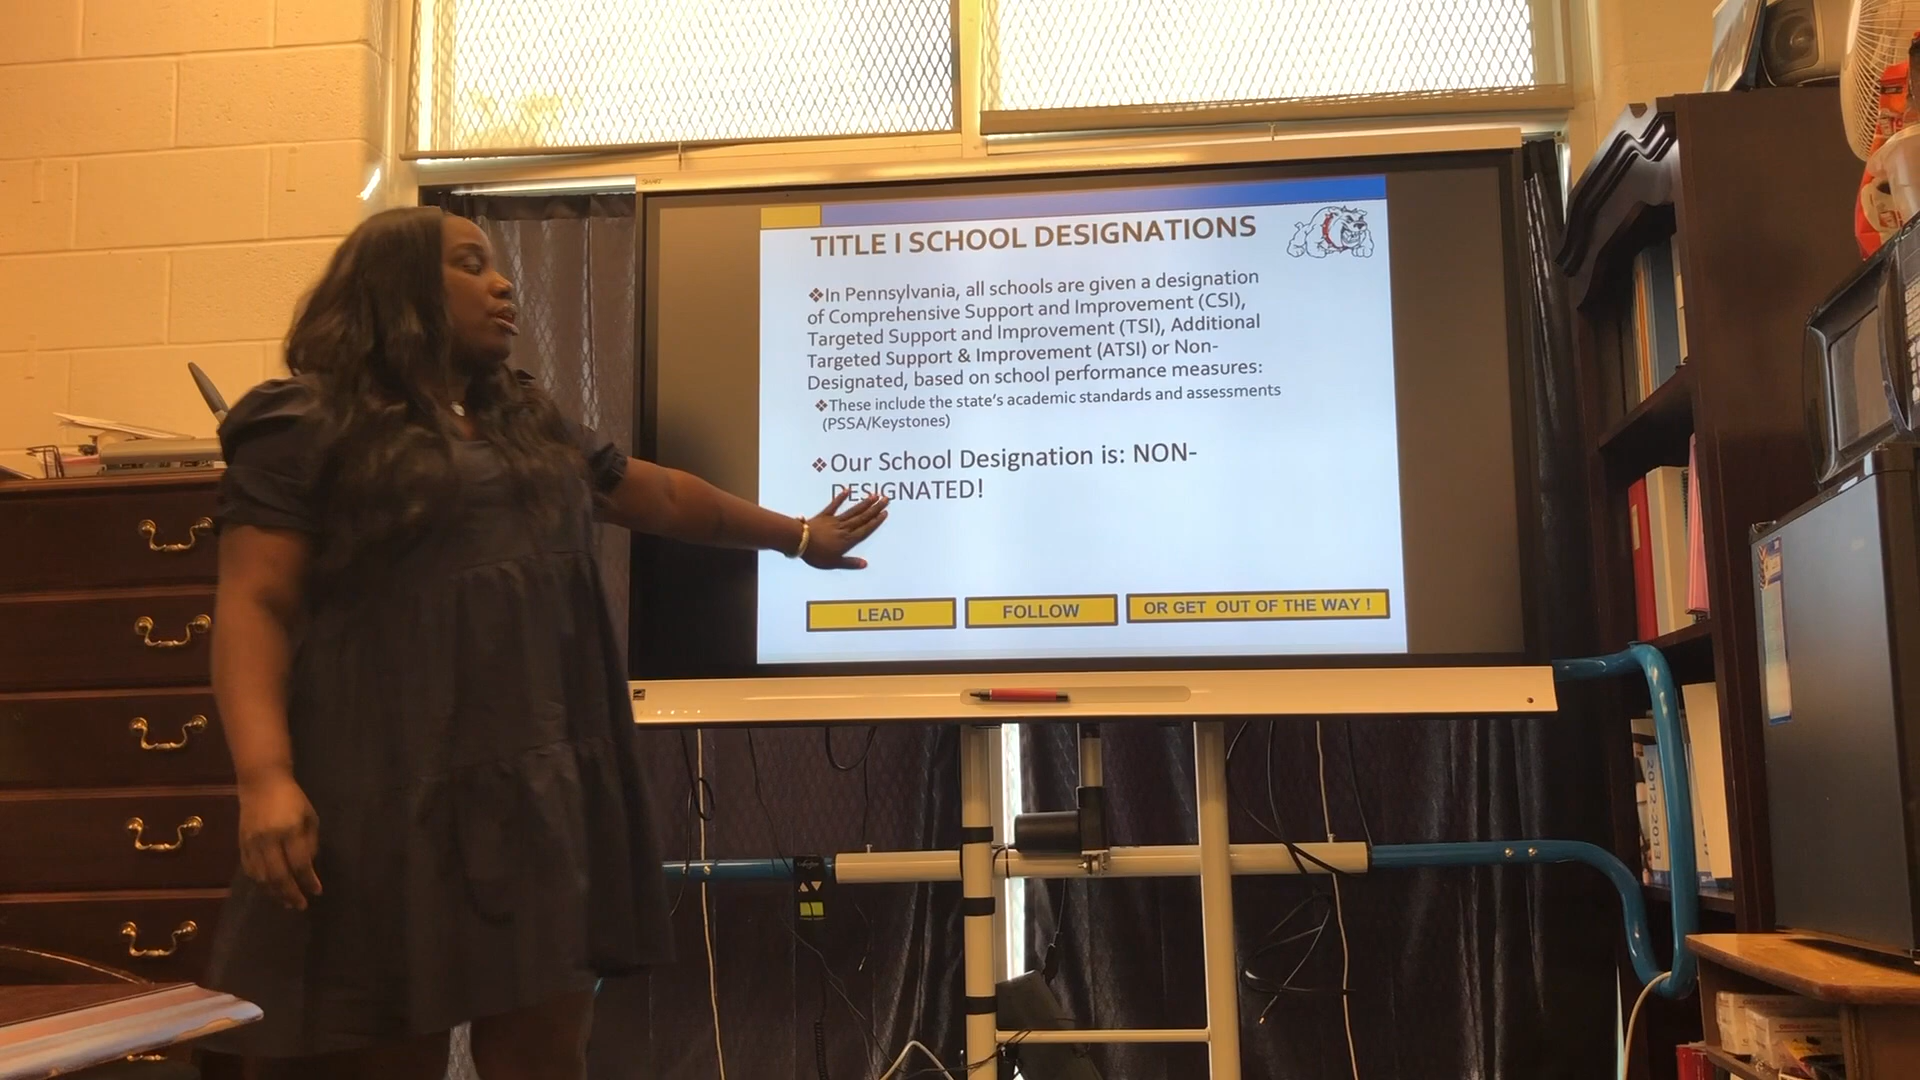 SMART
TITLE I SCHOOL DESIGNATIONS
❖In Pennsylvania, all schools are given a designation
of Comprehensive Support and Improvement (CSI),
Targeted Support and Improvement (TSI), Additional
Targeted Support & Improvement (ATSI) or Non-
Designated, based on school performance measures:
❖These include the state's academic standards and assessments
(PSSA/Keystones)
❖Our School Designation is: NON-
DESIGNATED!
LEAD
FOLLOW
OR GET OUT OF THE WAY !
2012-2013